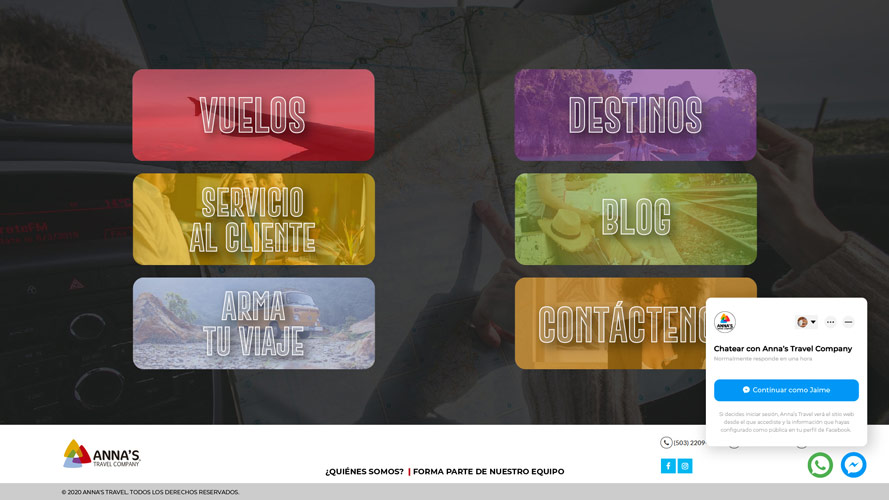 VUELOS
DESTINOS
SERVICIO
AL CLIENTE
BLOG
ARMA
TU VIAJE
ANNA'S
Chatear con Anna's Travel Company
Normalmente responde en una hora
Continuar como Jaime
Si decides iniciar sesión, Anna's Travel verá el sitio web
desde el que accediste y la información que hayas
configurado como pública en tu perfil de Facebook.
(503) 2209-
ANNA'S
TRAVEL COMPANY
¿QUIÉNES SOMOS? | FORMA PARTE DE NUESTRO EQUIPO
© 2020 ANNA'S TRAVEL, TODOS LOS DERECHOS RESERVADOS.